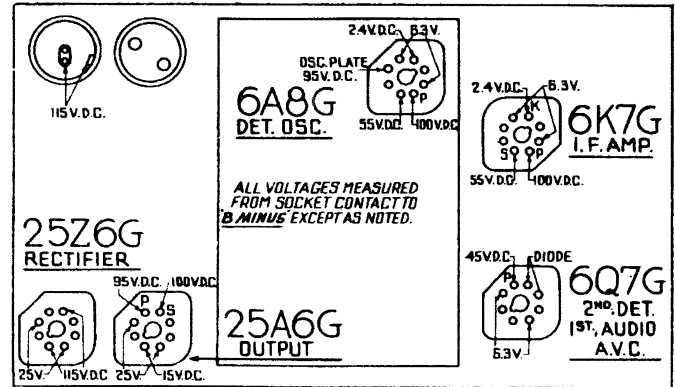 115V.D.C.
2.4V.D.C. 6.3V.
OSC. PLATE
95V.D.C.
P
6A8G
DET. OSC.
55V.D.C. 100V.D.C.
2.4V.D.C. K 6.3V.
6K7G
I.F. AMP.
S P
55V.D.C. 100V.D.C.
ALL VOLTAGES MEASURED
FROM SOCKET CONTACT TO
"B MINUS" EXCEPT AS NOTED.
25Z6G
RECTIFIER
25V. 115V.D.C.
95V.D.C. 100V.D.C.
P S
25V. 15V.D.C.
25A6G
OUTPUT
45V.D.C. DIODE
P
6.3V.
6Q7G
2ND. DET.
1ST., AUDIO
A.V.C.